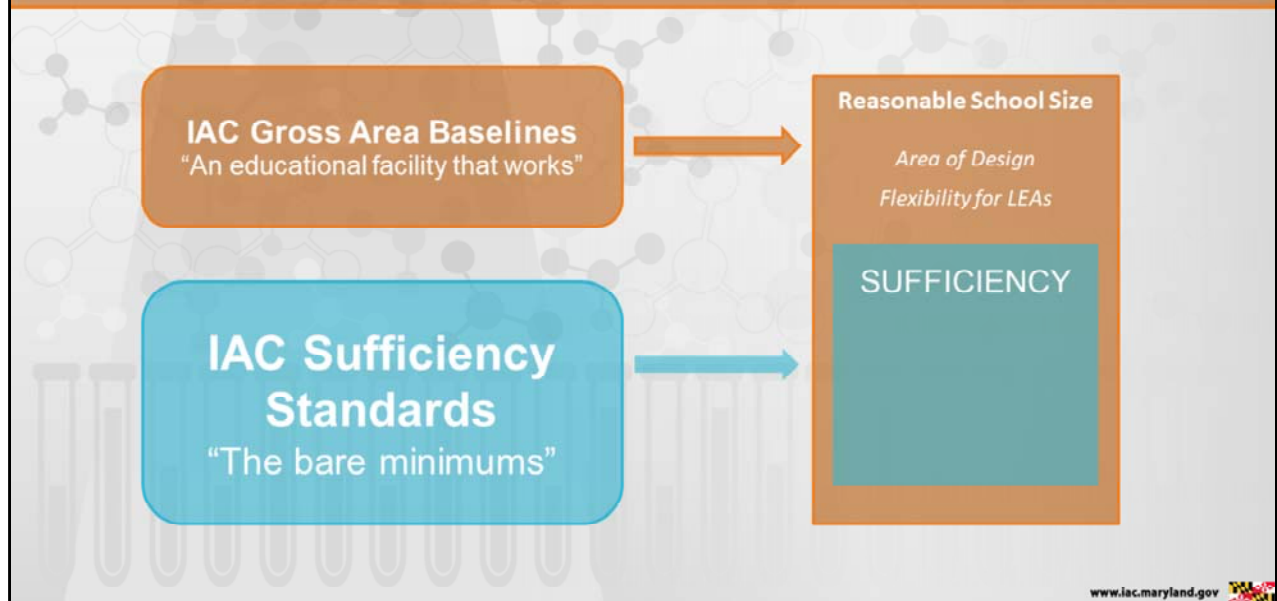 IAC Gross Area Baselines
“An educational facility that works”
Reasonable School Size
Area of Design
Flexibility for LEAs
SUFFICIENCY
IAC Sufficiency
Standards
“The bare minimums”
www.iac.maryland.gov